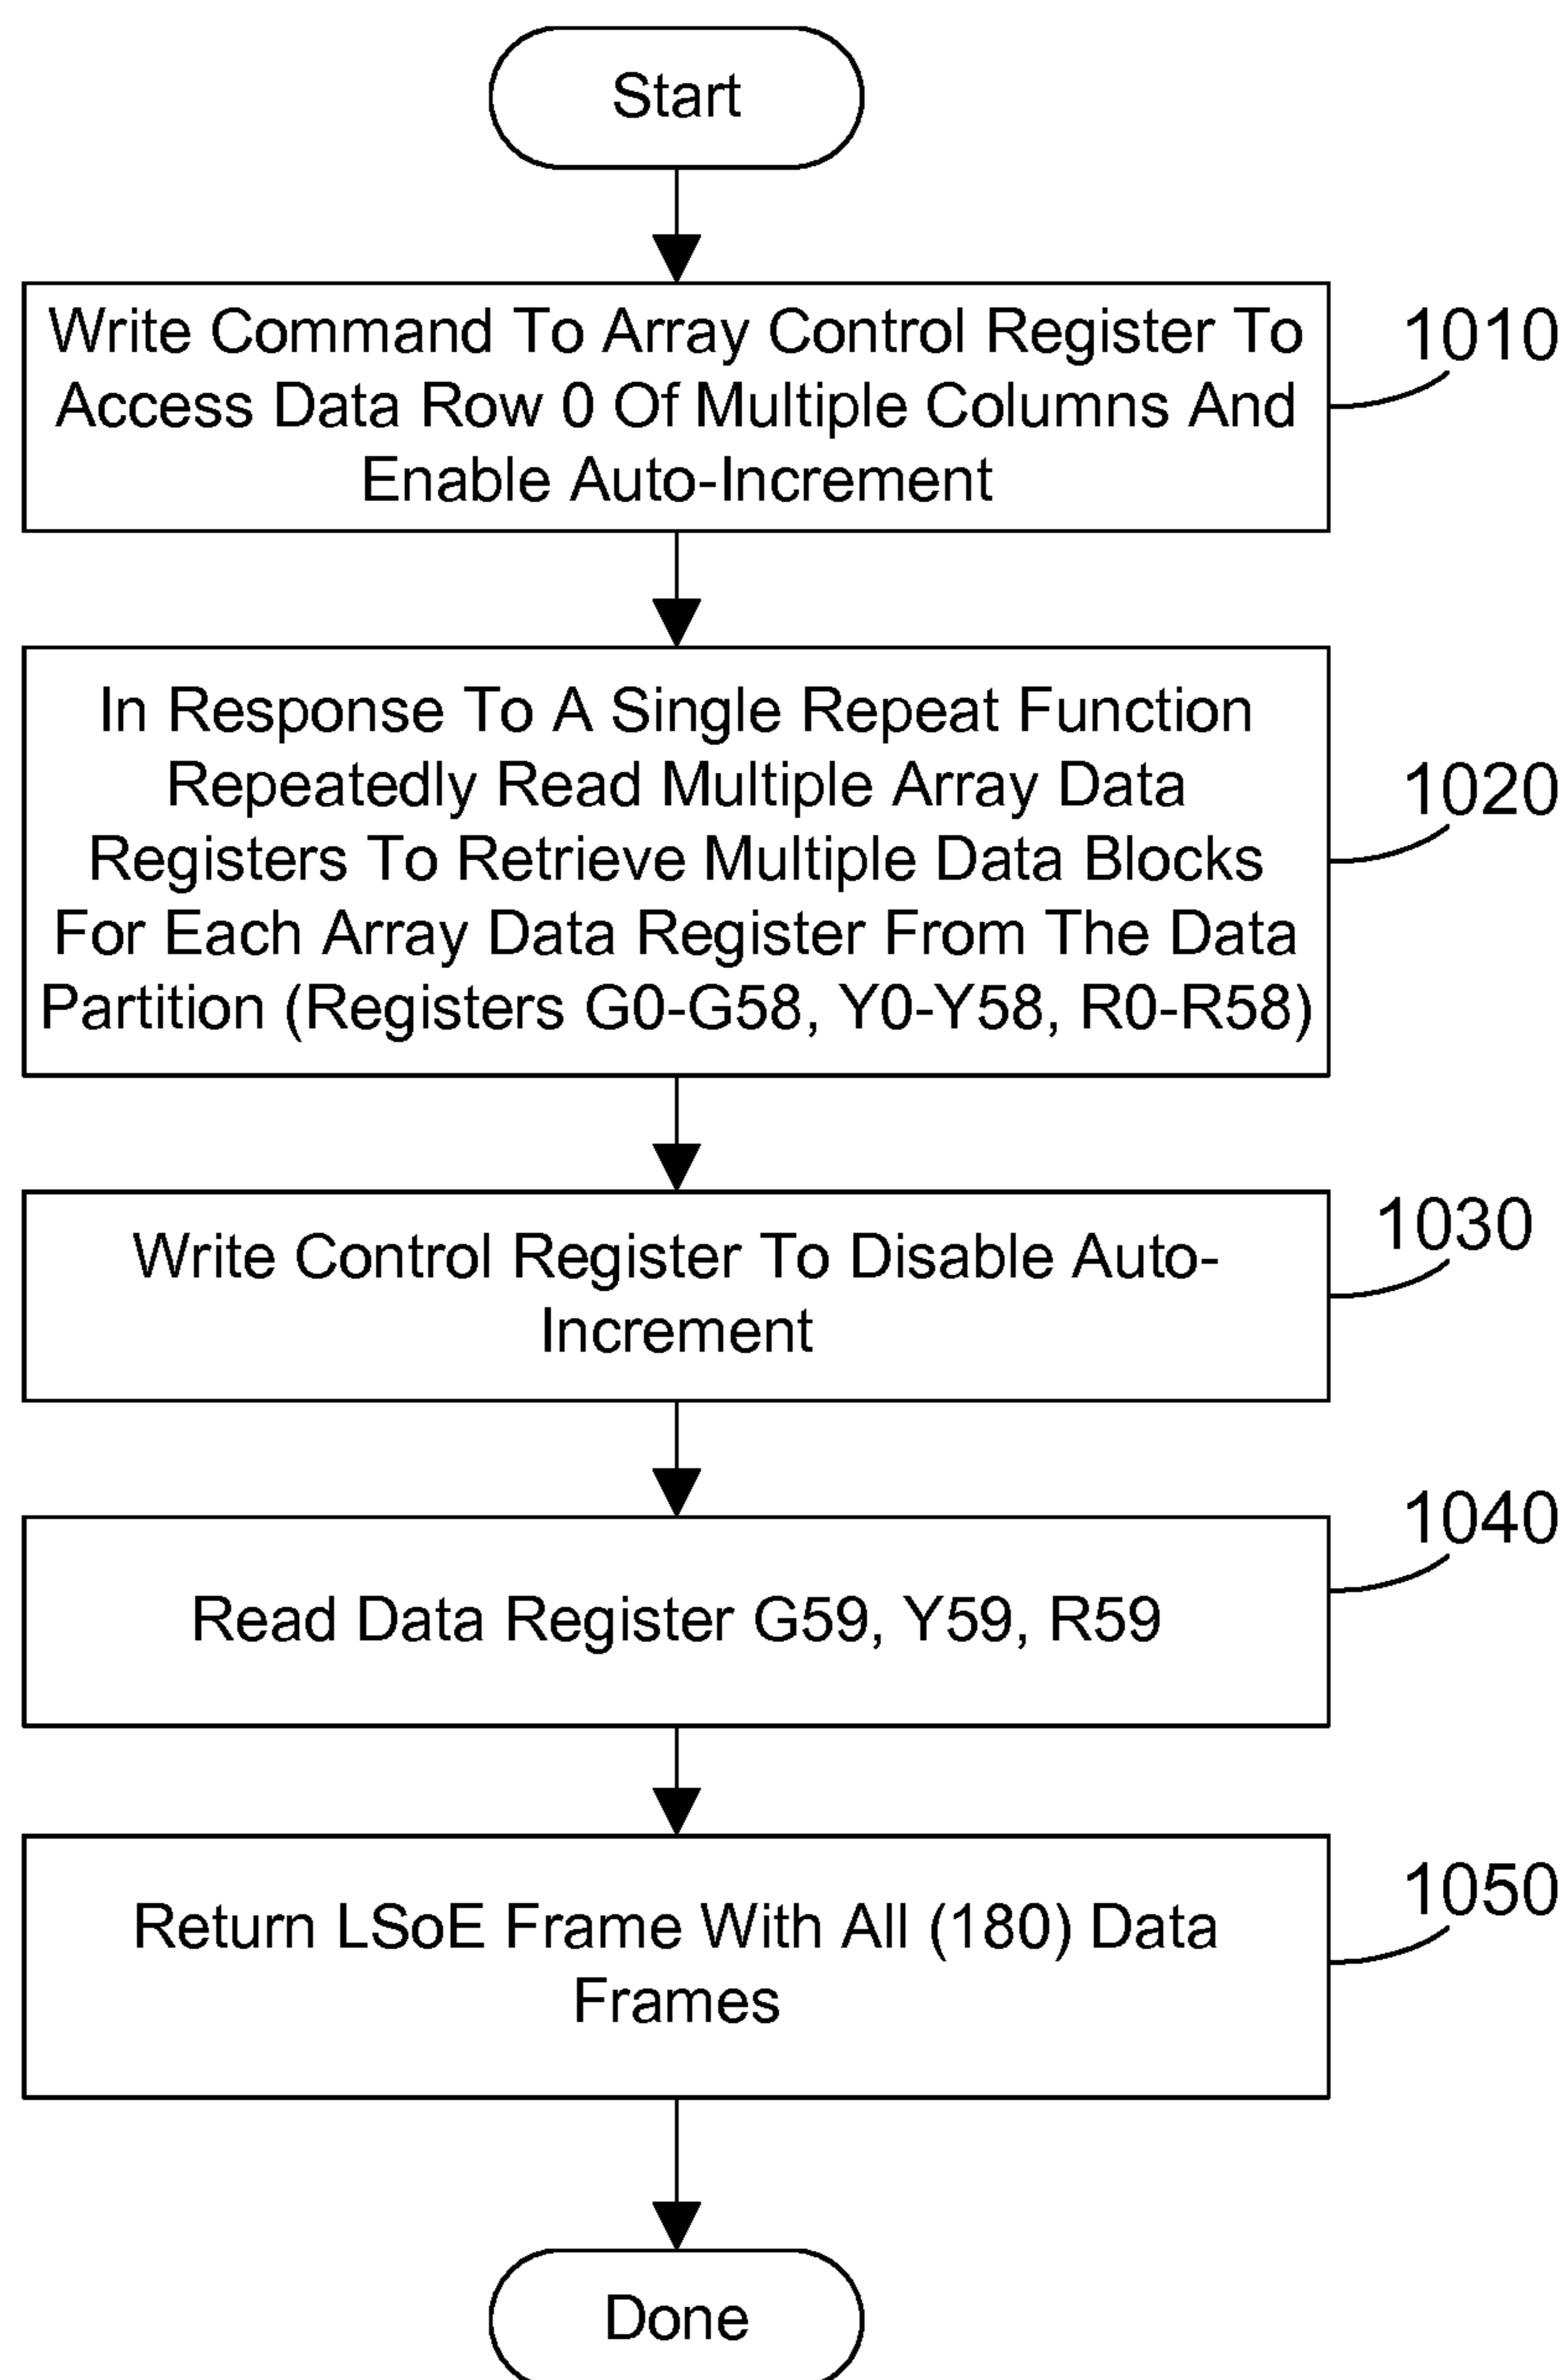 Start
Write Command To Array Control Register To
Access Data Row 0 Of Multiple Columns And
Enable Auto-Increment
1010
In Response To A Single Repeat Function
Repeatedly Read Multiple Array Data
Registers To Retrieve Multiple Data Blocks
For Each Array Data Register From The Data
Partition (Registers G0-G58, Y0-Y58, R0-R58)
1020
Write Control Register To Disable Auto-
Increment
1030
Read Data Register G59, Y59, R59
1040
Return LSoE Frame With All (180) Data
Frames
1050
Done